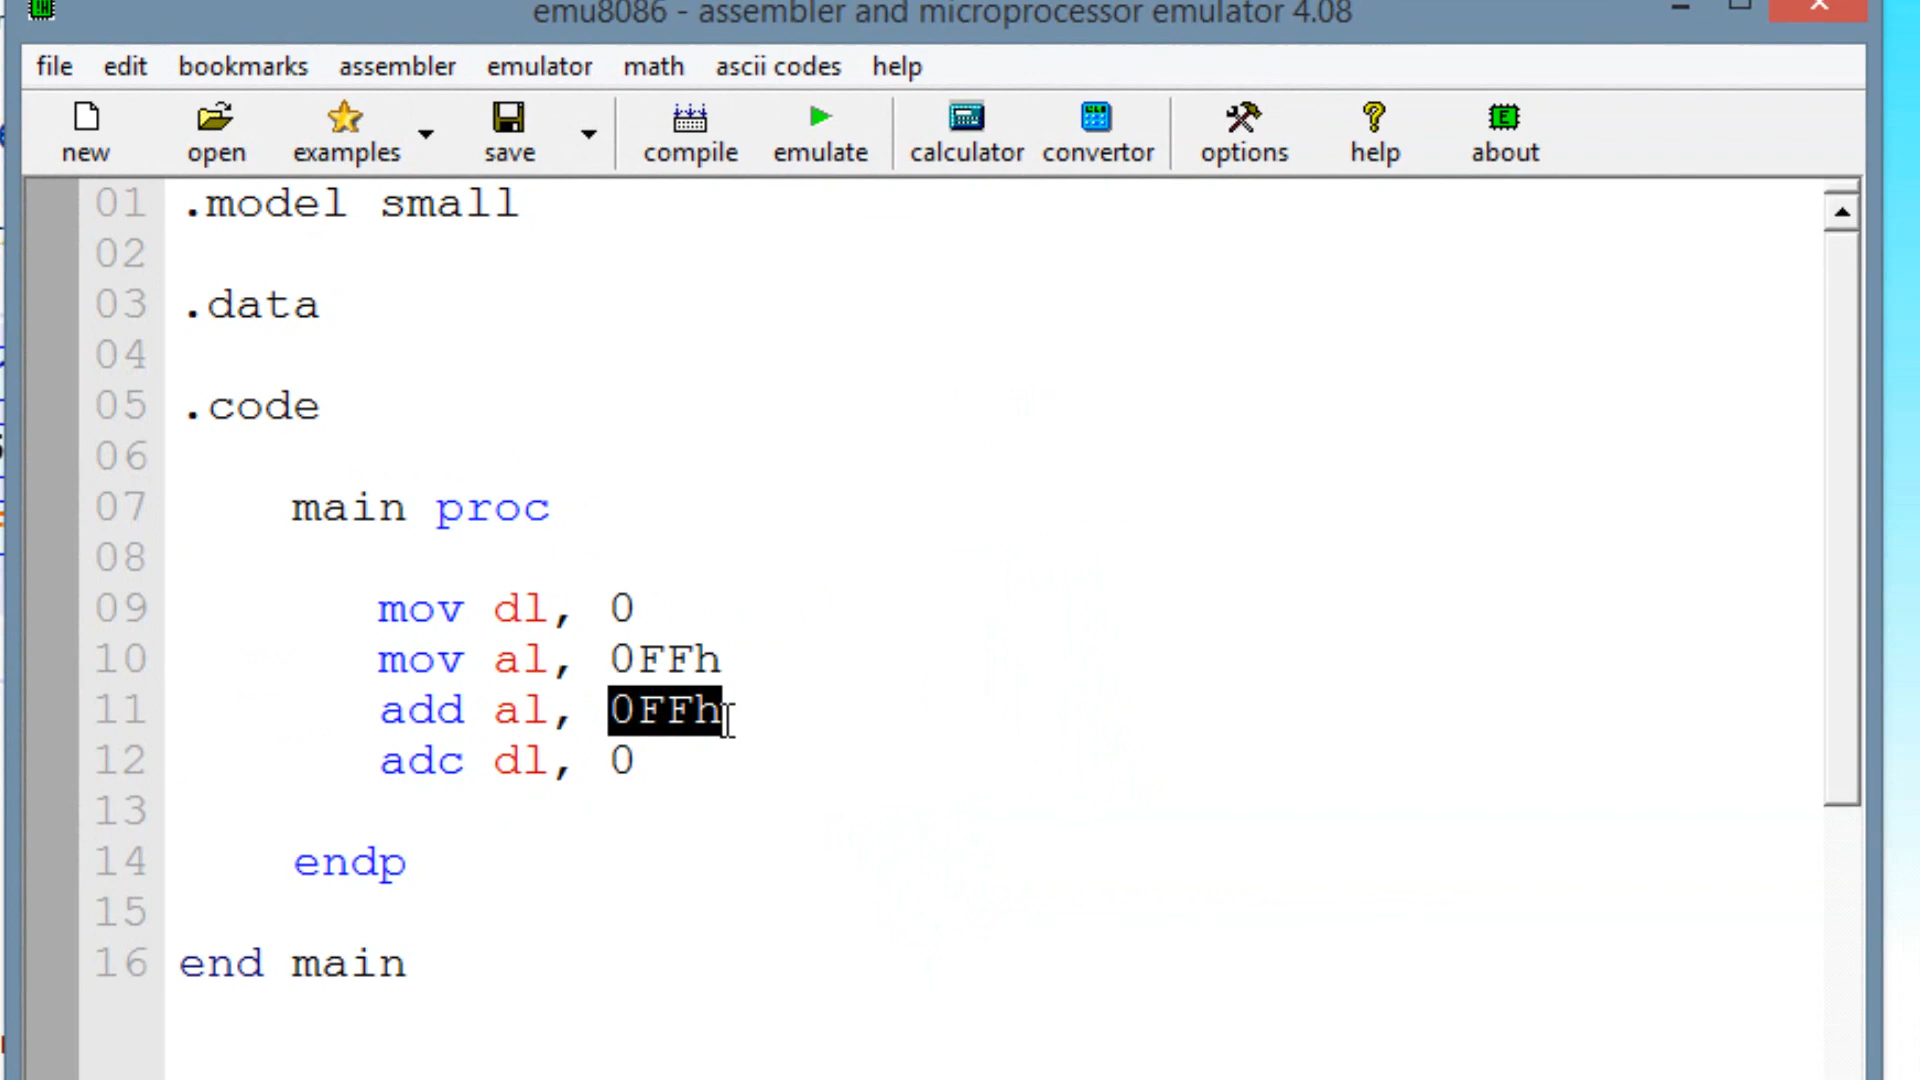 emu8086 - assembler and microprocessor emulator 4.08
file edit bookmarks assembler emulator math ascii codes help
new open examples save compile emulate calculator convertor options help about
01 .model small
02
03 .data
04
05 .code
06
07 main proc
08
09 mov dl, 0
10 mov al, 0FFh
11 add al, 0FFh
12 adc dl, 0
13
14 endp
15
16 end main